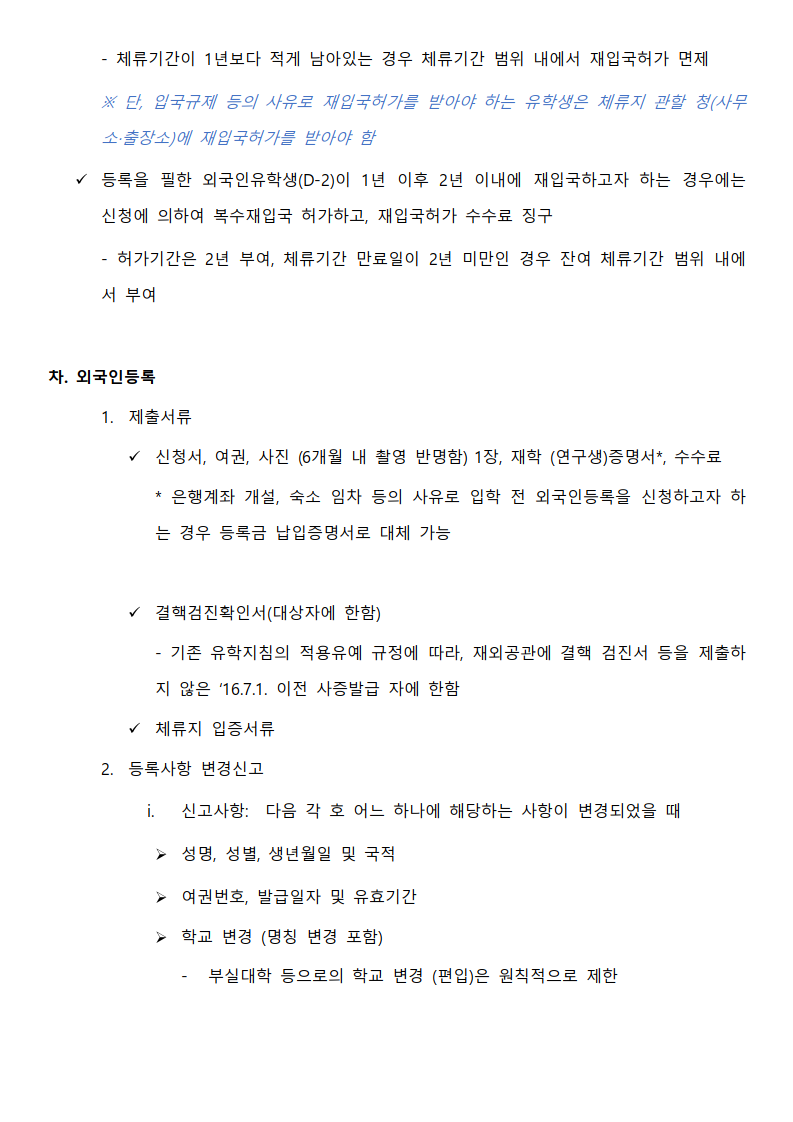 - 체류기간이 1년보다 적게 남아있는 경우 체류기간 범위 내에서 재입국허가 면제
※ 단, 입국규제 등의 사유로 재입국허가를 받아야 하는 유학생은 체류지 관할 청(사무
소·출장소)에 재입국허가를 받아야 함
✓ 등록을 필한 외국인유학생(D-2)이 1년 이후 2년 이내에 재입국하고자 하는 경우에는
신청에 의하여 복수재입국 허가하고, 재입국허가 수수료 징구
- 허가기간은 2년 부여, 체류기간 만료일이 2년 미만인 경우 잔여 체류기간 범위 내에
서 부여
차. 외국인등록
1. 제출서류
✓ 신청서, 여권, 사진 (6개월 내 촬영 반명함) 1장, 재학 (연구생)증명서*, 수수료
* 은행계좌 개설, 숙소 임차 등의 사유로 입학 전 외국인등록을 신청하고자 하
는 경우 등록금 납입증명서로 대체 가능
✓ 결핵검진확인서(대상자에 한함)
- 기존 유학지침의 적용유예 규정에 따라, 재외공관에 결핵 검진서 등을 제출하
지 않은 ‘16.7.1. 이전 사증발급 자에 한함
✓ 체류지 입증서류
2. 등록사항 변경신고
i. 신고사항: 다음 각 호 어느 하나에 해당하는 사항이 변경되었을 때
➢ 성명, 성별, 생년월일 및 국적
➢ 여권번호, 발급일자 및 유효기간
➢ 학교 변경 (명칭 변경 포함)
- 부실대학 등으로의 학교 변경 (편입)은 원칙적으로 제한